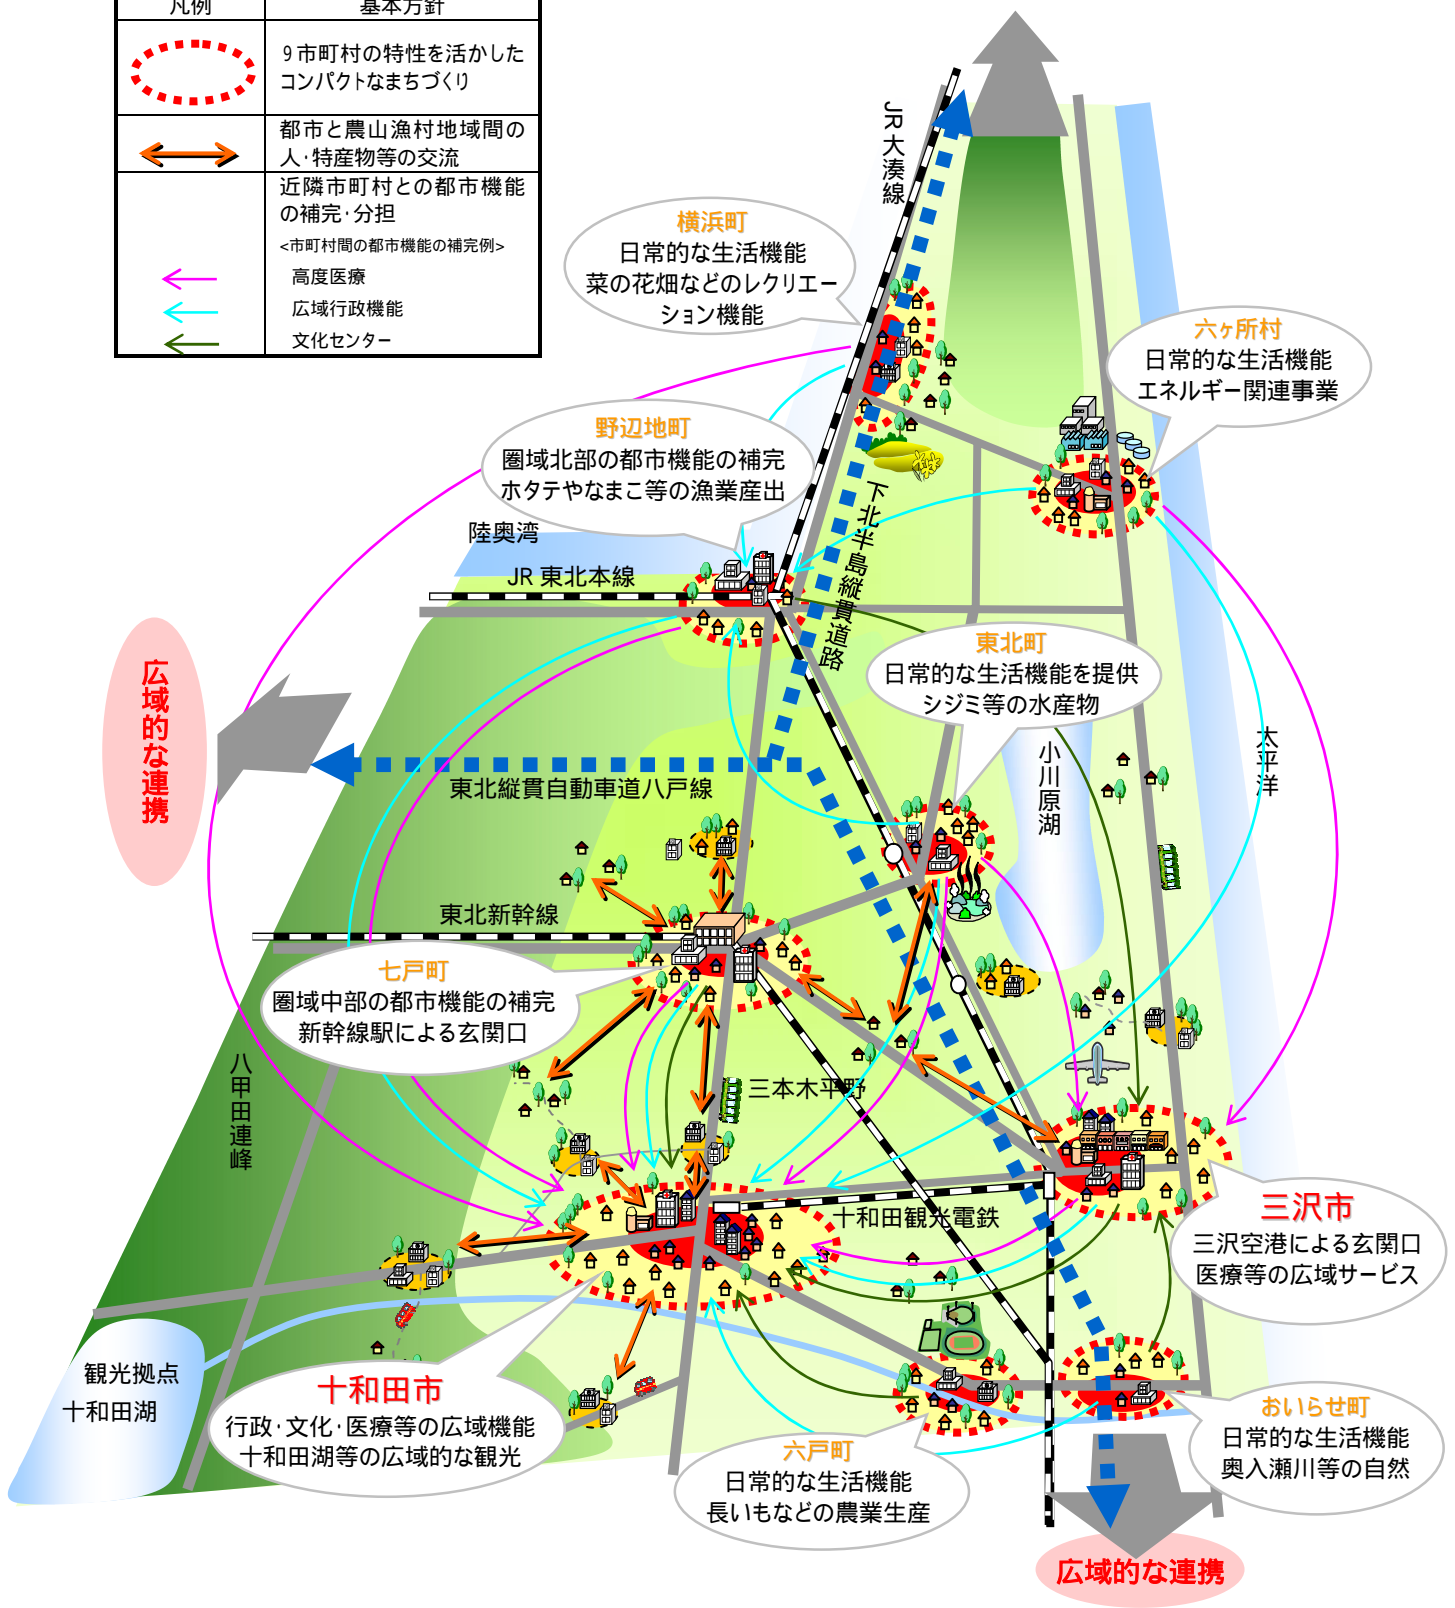 凡例
基本方針
９市町村の特性を活かした
コンパクトなまちづくり
都市と農山漁村地域間の
人・特産物等の交流
近隣市町村との都市機能
の補完・分担
<市町村間の都市機能の補完例>
高度医療
広域行政機能
文化センター
JR大湊線
横浜町
日常的な生活機能
菜の花畑などのレクリエー
ション機能
六ヶ所村
日常的な生活機能
エネルギー関連事業
野辺地町
圏域北部の都市機能の補完
ホタテやなまこ等の漁業産出
下北半島縦貫道路
陸奥湾
JR 東北本線
東北町
日常的な生活機能を提供
シジミ等の水産物
広域的な連携
小川原湖
太平洋
東北縦貫自動車道八戸線
東北新幹線
七戸町
圏域中部の都市機能の補完
新幹線駅による玄関口
八甲田連峰
三本木平野
十和田観光電鉄
三沢市
三沢空港による玄関口
医療等の広域サービス
観光拠点
十和田湖
十和田市
行政・文化・医療等の広域機能
十和田湖等の広域的な観光
六戸町
日常的な生活機能
長いもなどの農業生産
おいらせ町
日常的な生活機能
奥入瀬川等の自然
広域的な連携